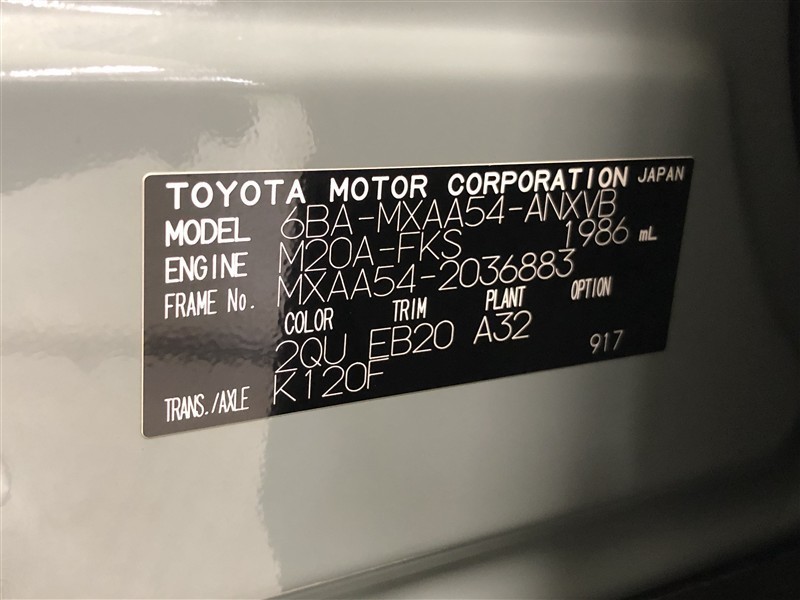 TOYOTA MOTOR CORPORATION JAPAN
MODEL 6BA-MXAA54-ANXVB
ENGINE M20A-FKS 1986 mL
FRAME No. MXAA54-2036883
COLOR TRIM PLANT OPTION
2QU EB20 A32
TRANS./AXLE K120F 917